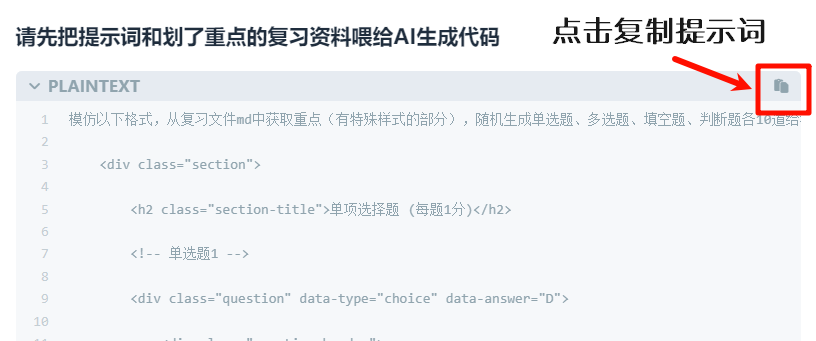 请先把提示词和划了重点的复习资料喂给AI生成代码
点击复制提示词
PLAINTEXT
1 模仿以下格式，从复习文件md中获取重点（有特殊样式的部分），随机生成单选题、多选题、填空题、判断题各10道给
2
3 <div class="section">
4
5 <h2 class="section-title">单项选择题 (每题1分)</h2>
6
7 <!-- 单选题1 -->
8
9 <div class="question" data-type="choice" data-answer="D">
10